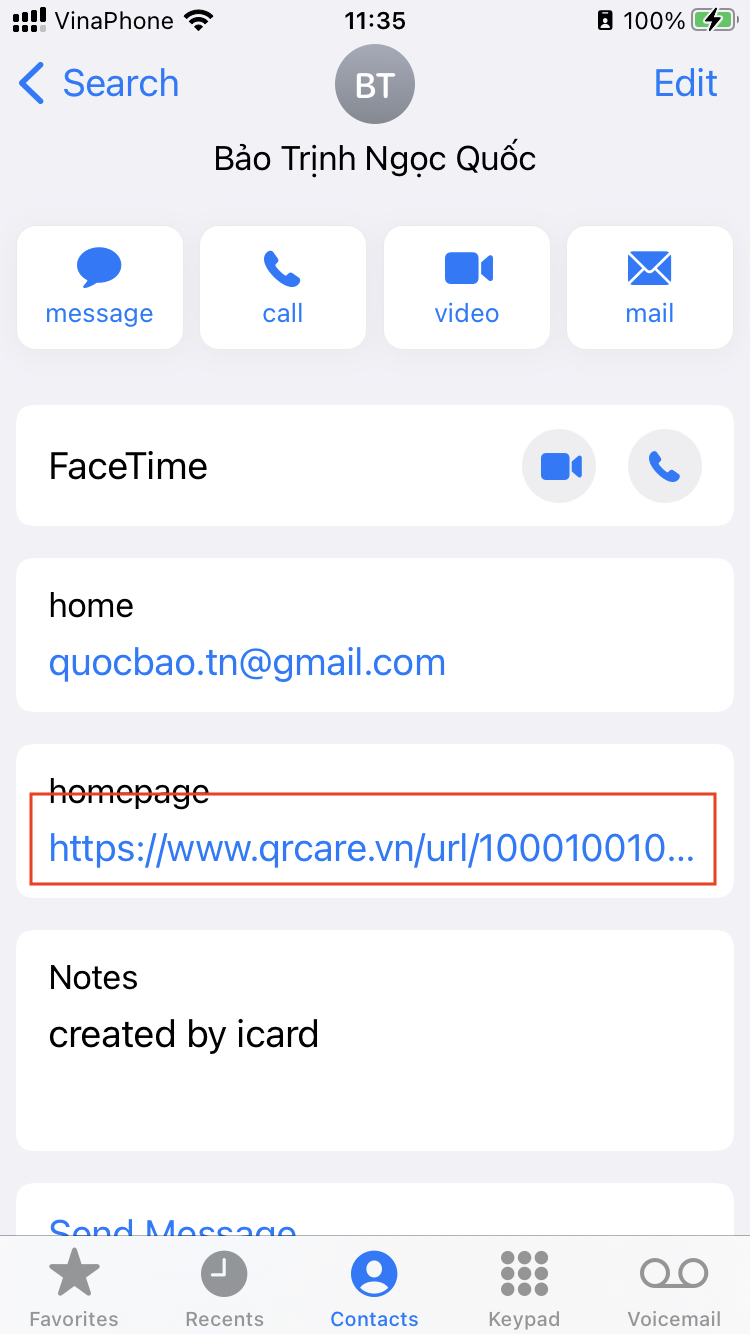 VinaPhone 11:35 100%
Search BT Edit
Bảo Trịnh Ngọc Quốc
message call video mail
FaceTime
home
quocbao.tn@gmail.com
homepage
https://www.qrcare.vn/url/100010010...
Notes
created by icard
Send Message
Favorites Recents Contacts Keypad Voicemail